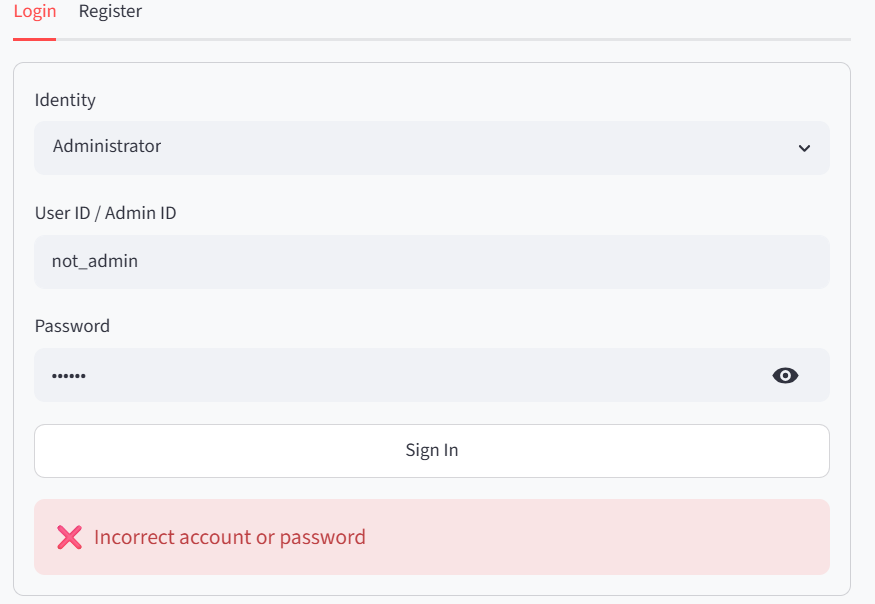 Login Register
Identity
Administrator
User ID / Admin ID
not_admin
Password
••••••
Sign In
❌ Incorrect account or password